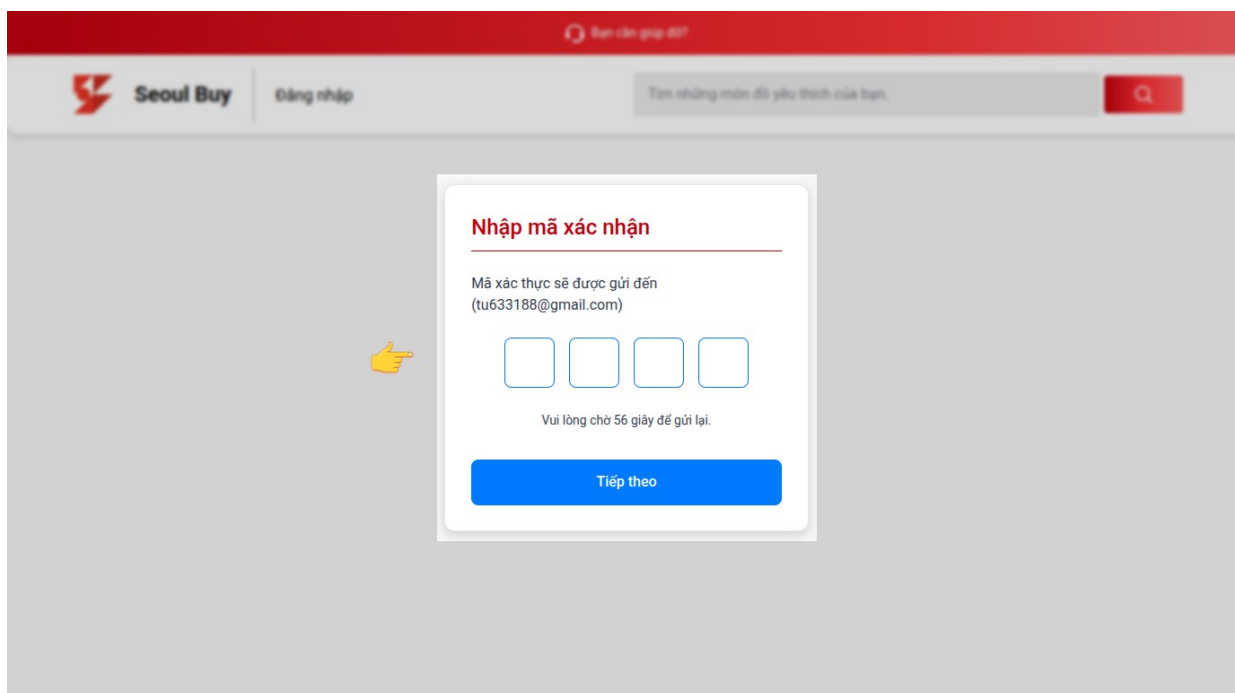 Bạn cần giúp đỡ?
Seoul Buy
Đăng nhập
Tìm những món đồ yêu thích của bạn.
Nhập mã xác nhận
Mã xác thực sẽ được gửi đến
(tu633188@gmail.com)
Vui lòng chờ 56 giây để gửi lại.
Tiếp theo